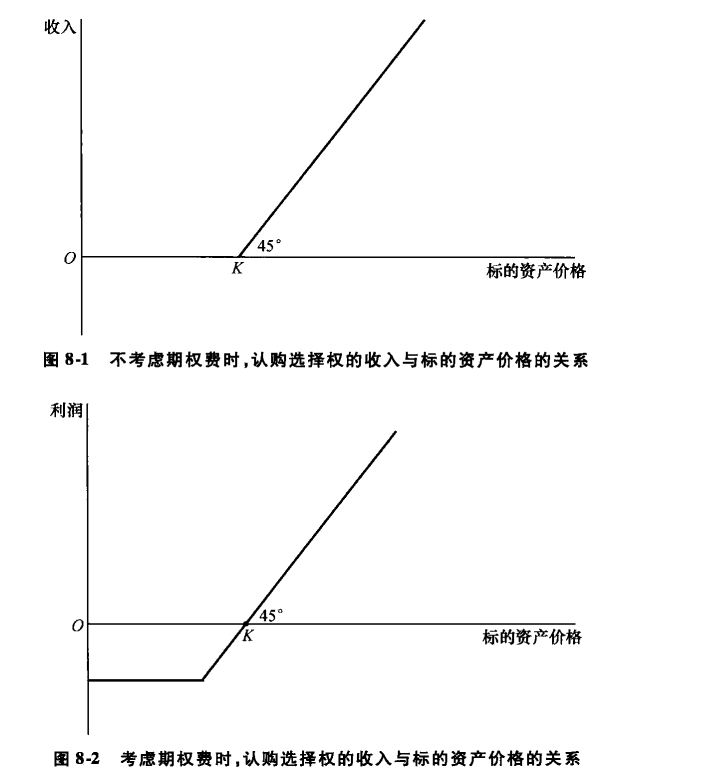 收入
O
K
45°
标的资产价格
图 8-1 不考虑期权费时,认购选择权的收入与标的资产价格的关系
利润
O
K
45°
标的资产价格
图 8-2 考虑期权费时,认购选择权的收入与标的资产价格的关系